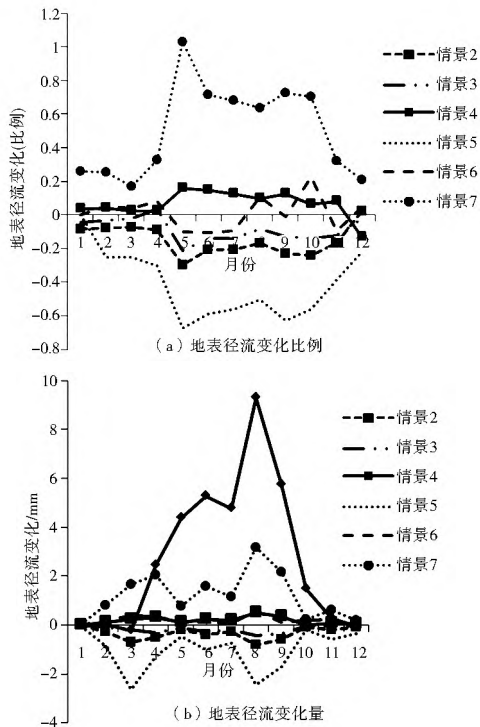 1.2
1
0.8
0.6
0.4
0.2
0
-0.2
-0.4
-0.6
-0.8
地表径流变化(比例)
1 2 3 4 5 6 7 8 9 10 11 12
月份
情景2
情景3
情景4
情景5
情景6
情景7
(a)地表径流变化比例
10
8
6
4
2
0
-2
-4
地表径流变化/mm
1 2 3 4 5 6 7 8 9 10 11 12
月份
情景2
情景3
情景4
情景5
情景6
情景7
(b)地表径流变化量